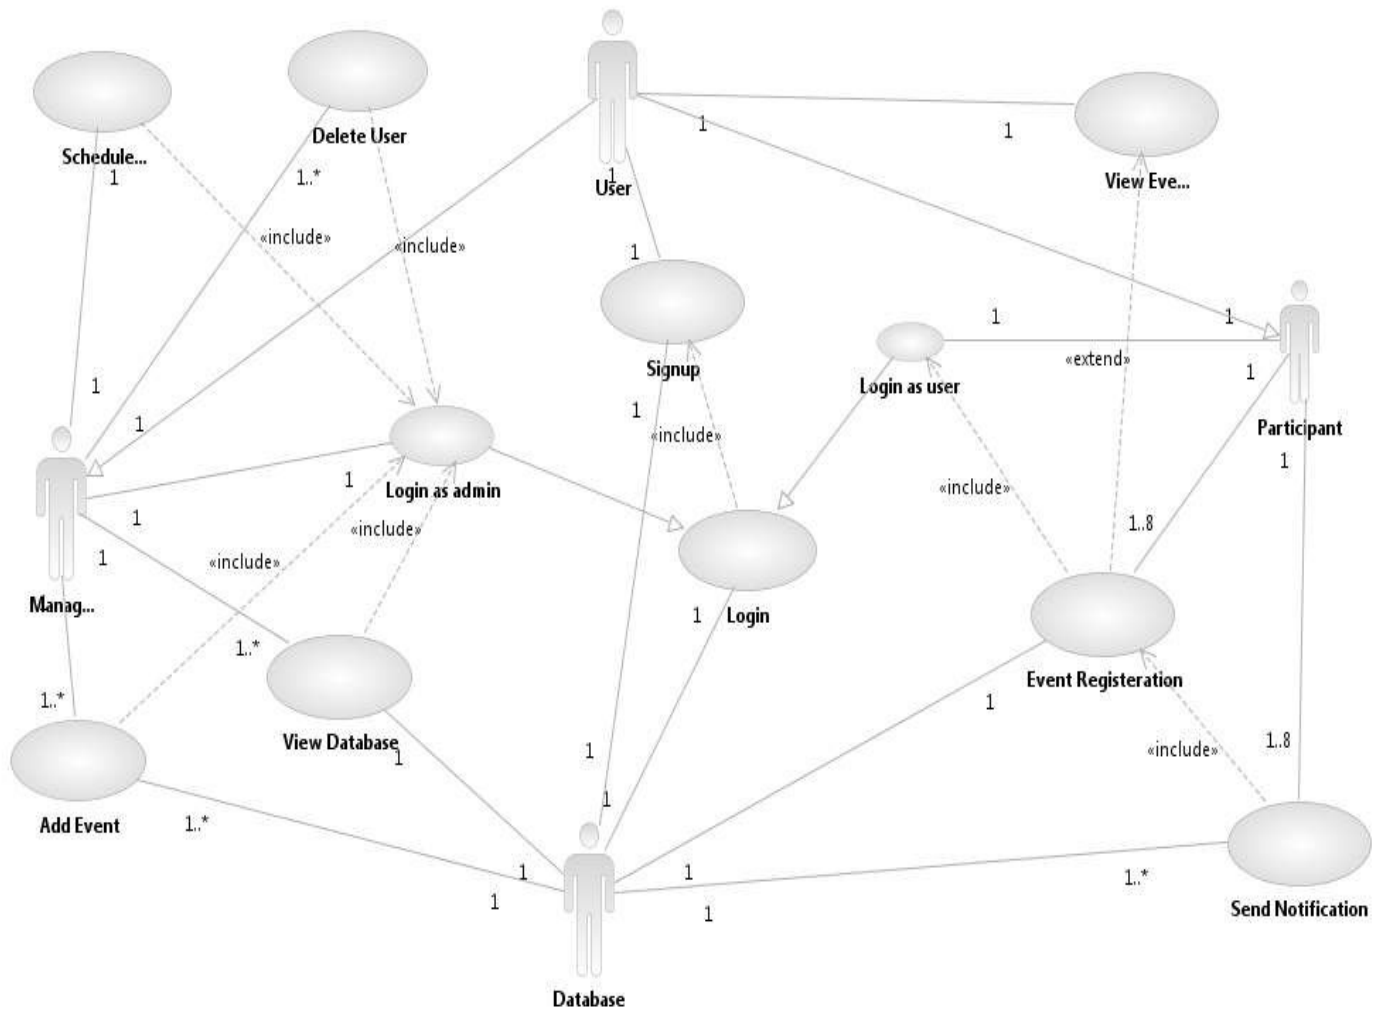 Delete User
Schedule...
1
1..*
1
1
1
User
View Eve...
«include»
«include»
1
1
1
Signup
«extend»
Login as user
1
1
1
1
Participant
1
«include»
1
1
Login as admin
«include»
«include»
1..8
1
«include»
1
Manag...
1
Login
1..*
Event Registeration
1..*
1
View Database
1
1
«include»
1..8
1
Add Event
1..*
1
1
1
1
1..*
Send Notification
Database